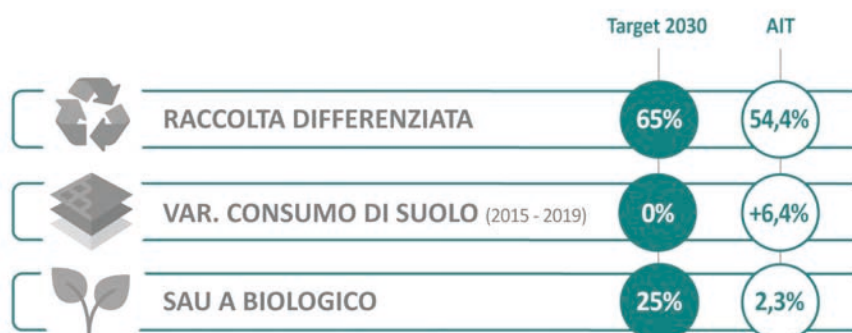 Target 2030 AIT
RACCOLTA DIFFERENZIATA 65% 54,4%
VAR. CONSUMO DI SUOLO (2015 - 2019) 0% +6,4%
SAU A BIOLOGICO 25% 2,3%